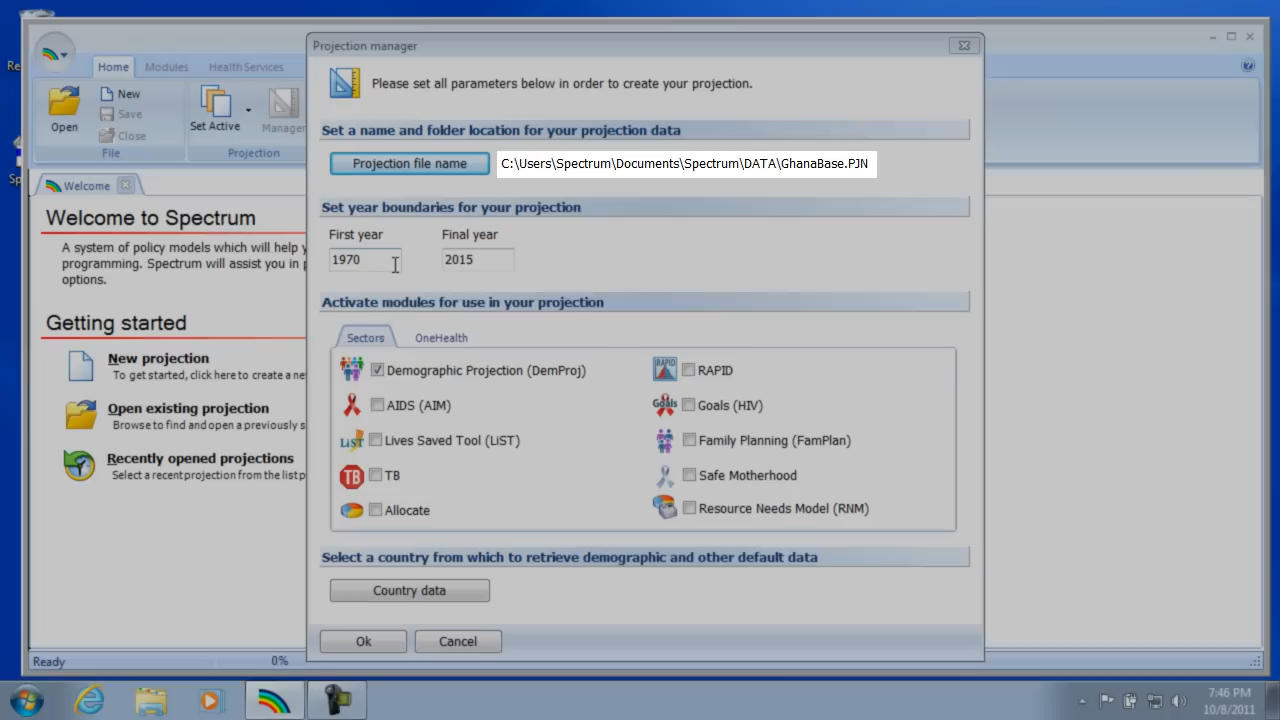 Projection manager
Please set all parameters below in order to create your projection.
Home Modules Health Services
Open
New
Save
Close
File
Set Active
Manager
Projection
Set a name and folder location for your projection data
Projection file name C:\Users\Spectrum\Documents\Spectrum\DATA\GhanaBase.PJN
Welcome
Set year boundaries for your projection
First year Final year
1970 2015
Welcome to Spectrum
A system of policy models which will help y
programming. Spectrum will assist you in p
options.
Getting started
New projection
To get started, click here to create a ne
Open existing projection
Browse to find and open a previously s
Recently opened projections
Select a recent projection from the list p
Activate modules for use in your projection
Sectors OneHealth
Demographic Projection (DemProj)
AIDS (AIM)
LiST Lives Saved Tool (LiST)
TB TB
Allocate
RAPID RAPID
Goals Goals (HIV)
Family Planning (FamPlan)
Safe Motherhood
Resource Needs Model (RNM)
Select a country from which to retrieve demographic and other default data
Country data
Ok Cancel
Ready 0%
Re
Sp
7:46 PM
10/8/2011